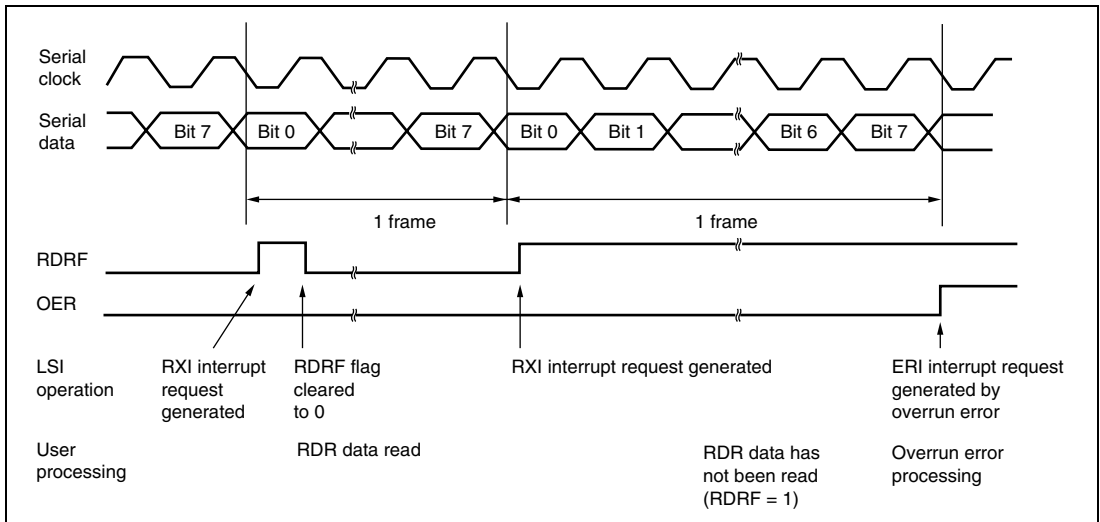 Serial
clock
Serial
data
Bit 7
Bit 0
Bit 7
Bit 0
Bit 1
Bit 6
Bit 7
1 frame
1 frame
RDRF
OER
LSI
operation
RXI interrupt
request
generated
RDRF flag
cleared
to 0
RXI interrupt request generated
ERI interrupt request
generated by
overrun error
User
processing
RDR data read
RDR data has
not been read
(RDRF = 1)
Overrun error
processing